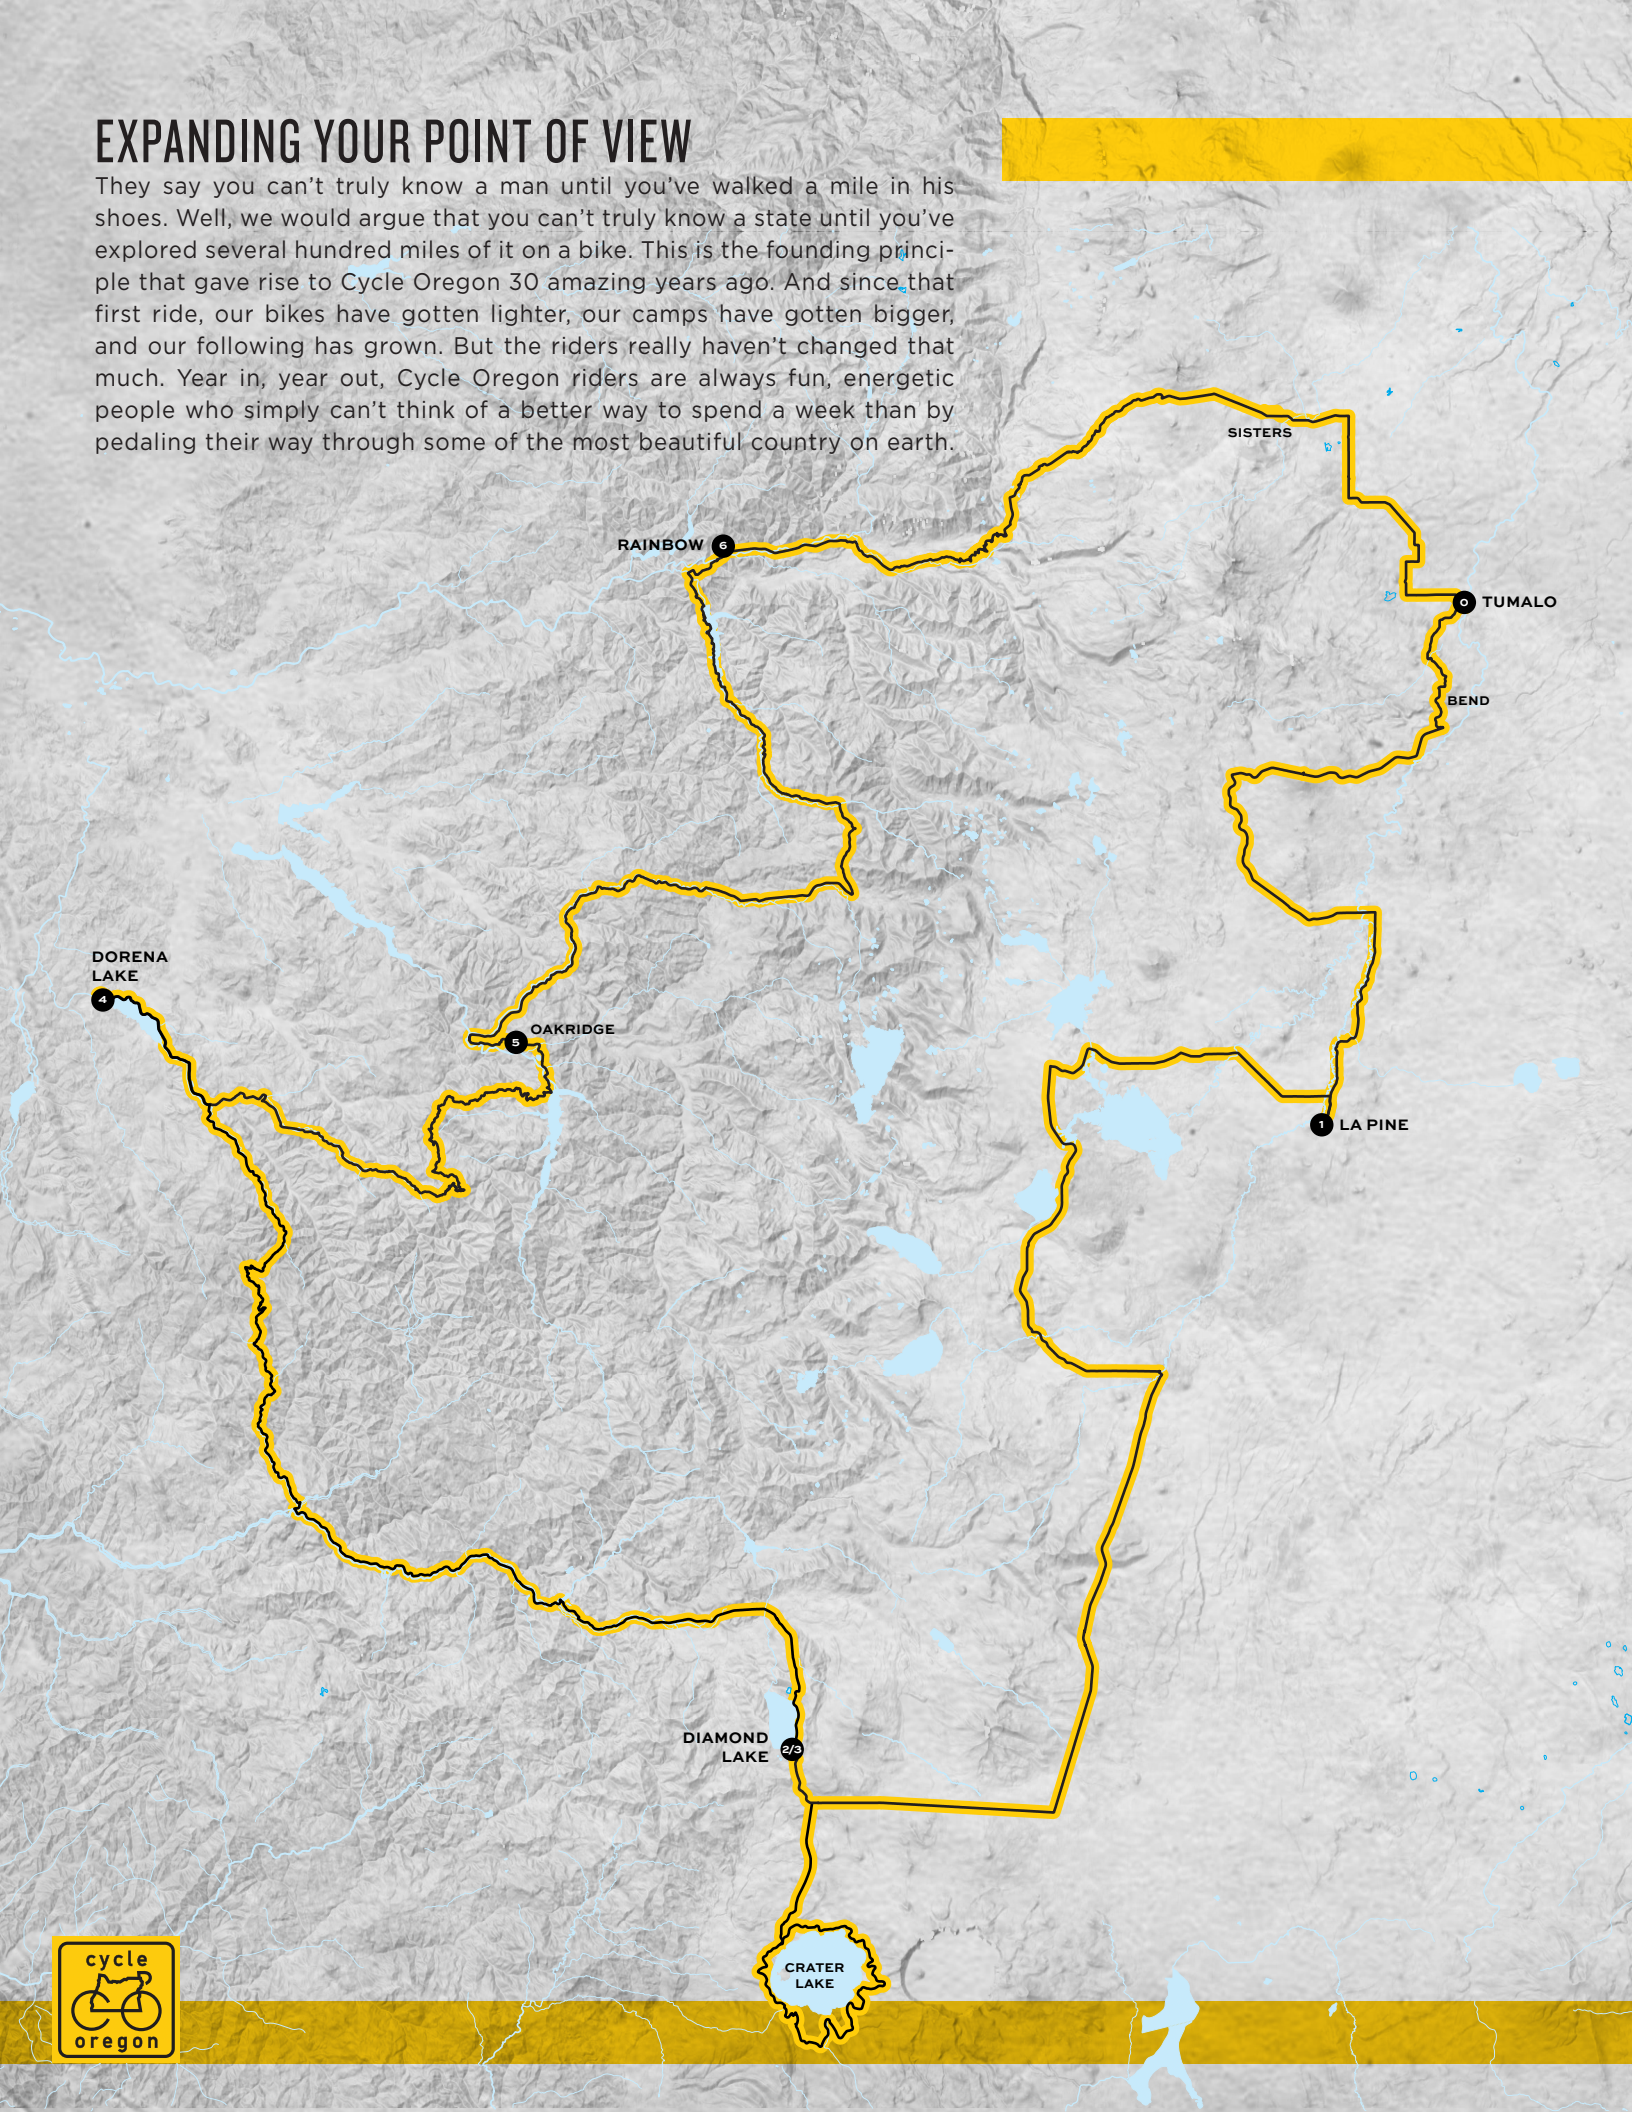 EXPANDING YOUR POINT OF VIEW
They say you can’t truly know a man until you’ve walked a mile in his
shoes. Well, we would argue that you can’t truly know a state until you’ve
explored several hundred miles of it on a bike. This is the founding princi-
ple that gave rise to Cycle Oregon 30 amazing years ago. And since that
first ride, our bikes have gotten lighter, our camps have gotten bigger,
and our following has grown. But the riders really haven’t changed that
much. Year in, year out, Cycle Oregon riders are always fun, energetic
people who simply can’t think of a better way to spend a week than by
pedaling their way through some of the most beautiful country on earth.
SISTERS
RAINBOW 6
0 TUMALO
BEND
DORENA
LAKE
4
OAKRIDGE
5
1 LA PINE
DIAMOND
LAKE
2/3
CRATER
LAKE
cycle
oregon